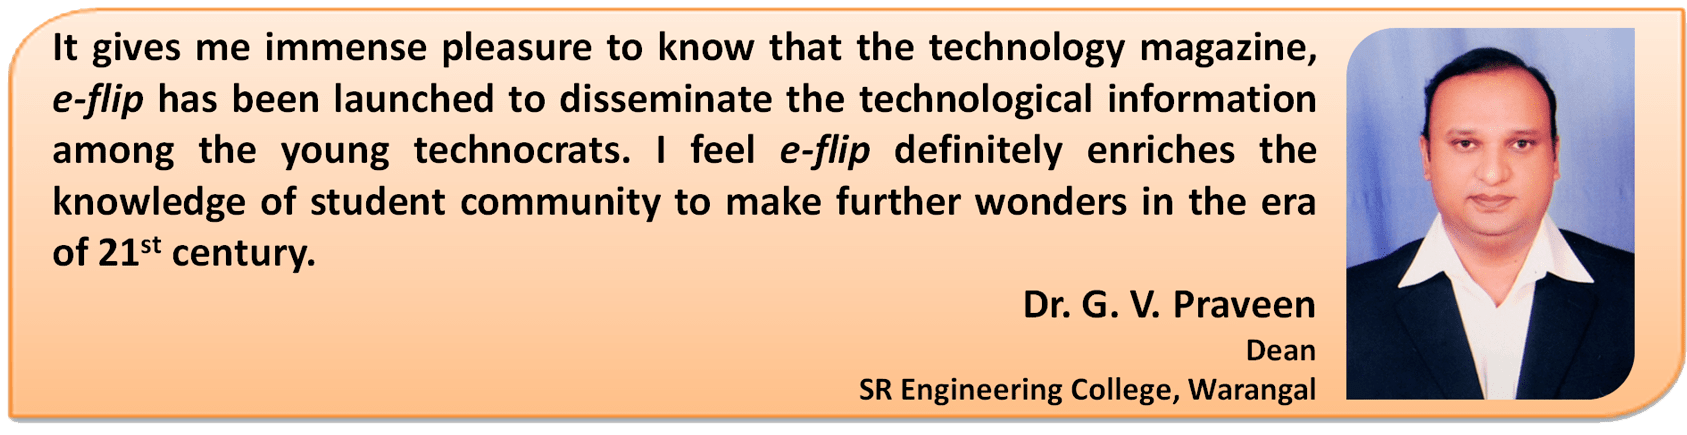 It gives me immense pleasure to know that the technology magazine,
e-flip has been launched to disseminate the technological information
among the young technocrats. I feel e-flip definitely enriches the
knowledge of student community to make further wonders in the era
of 21st century.
Dr. G. V. Praveen
Dean
SR Engineering College, Warangal